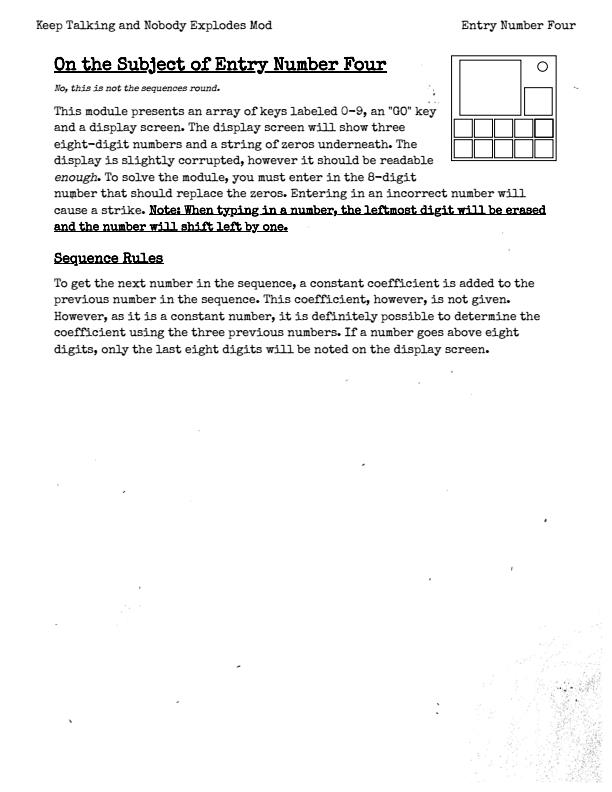 Keep Talking and Nobody Explodes Mod
Entry Number Four
On the Subject of Entry Number Four
No, this is not the sequences round.
This module presents an array of keys labeled 0-9, an "GO" key
and a display screen. The display screen will show three
eight-digit numbers and a string of zeros underneath. The
display is slightly corrupted, however it should be readable
enough. To solve the module, you must enter in the 8-digit
number that should replace the zeros. Entering in an incorrect number will
cause a strike. Note: When typing in a number, the leftmost digit will be erased
and the number will shift left by one.
Sequence Rules
To get the next number in the sequence, a constant coefficient is added to the
previous number in the sequence. This coefficient, however, is not given.
However, as it is a constant number, it is definitely possible to determine the
coefficient using the three previous numbers. If a number goes above eight
digits, only the last eight digits will be noted on the display screen.